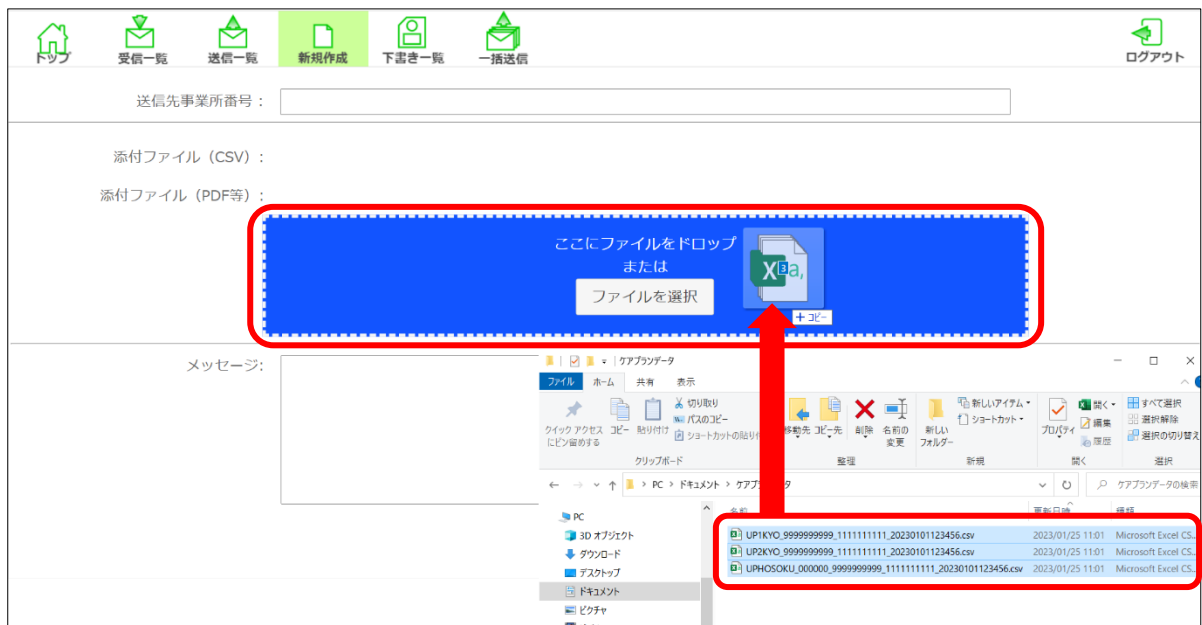 トップ
受信一覧
送信一覧
新規作成
下書き一覧
一括送信
ログアウト
送信先事業所番号：
添付ファイル（CSV）：
添付ファイル（PDF等）：
ここにファイルをドロップ
または
ファイルを選択
X 3 a,
+ コピー
メッセージ:
ケアプランデータ
ファイル ホーム 共有 表示
クイック アクセス
にピン留めする
コピー
貼り付け
切り取り
パスのコピー
ショートカットの貼り付
移動先
コピー先
削除
名前の
変更
新しい
フォルダー
新しいアイテム
ショートカット
プロパティ
開く
編集
履歴
すべて選択
選択解除
選択の切り替え
クリップボード 整理 新規 開く 選択
PC > ドキュメント > ケアプ
タ
ケアプランデータの検索
名前 更新日時 種類
PC
3D オブジェクト
ダウンロード
デスクトップ
ドキュメント
ピクチャ
UP1KYO_9999999999_1111111111_20230101123456.csv 2023/01/25 11:01 Microsoft Excel CS...
UP2KYO_9999999999_1111111111_20230101123456.csv 2023/01/25 11:01 Microsoft Excel CS...
UPHOSOKU_000000_9999999999_1111111111_20230101123456.csv 2023/01/25 11:01 Microsoft Excel CS...